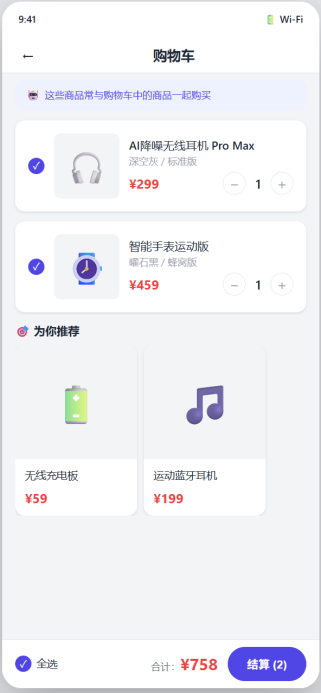 9:41
Wi-Fi
←
购物车
这些商品常与购物车中的商品一起购买
AI降噪无线耳机 Pro Max
深空灰 / 标准版
¥299
− 1 +
智能手表运动版
曜石黑 / 蜂窝版
¥459
− 1 +
为你推荐
无线充电板
¥59
运动蓝牙耳机
¥199
全选
合计: ¥758
结算 (2)